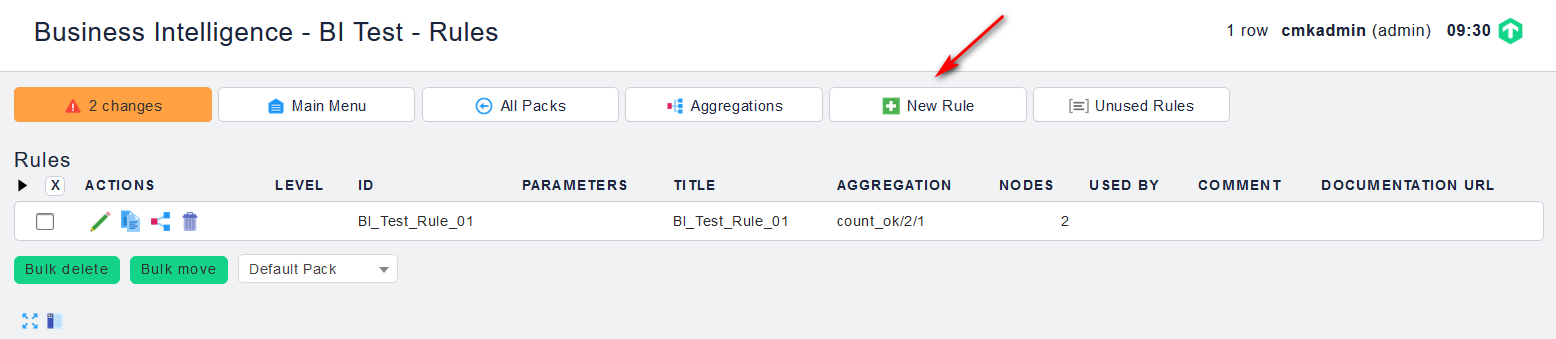 Business Intelligence - BI Test - Rules
1 row cmkadmin (admin) 09:30
2 changes Main Menu All Packs Aggregations New Rule Unused Rules
Rules
X ACTIONS LEVEL ID PARAMETERS TITLE AGGREGATION NODES USED BY COMMENT DOCUMENTATION URL
BI_Test_Rule_01 BI_Test_Rule_01 count_ok/2/1 2
Bulk delete Bulk move Default Pack